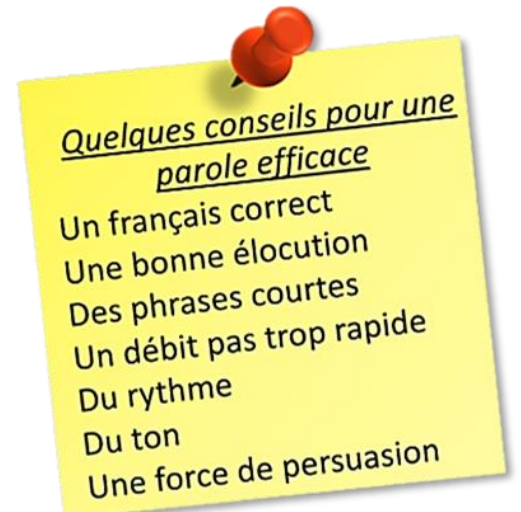 Quelques conseils pour une
parole efficace
Un français correct
Une bonne élocution
Des phrases courtes
Un débit pas trop rapide
Du rythme
Du ton
Une force de persuasion